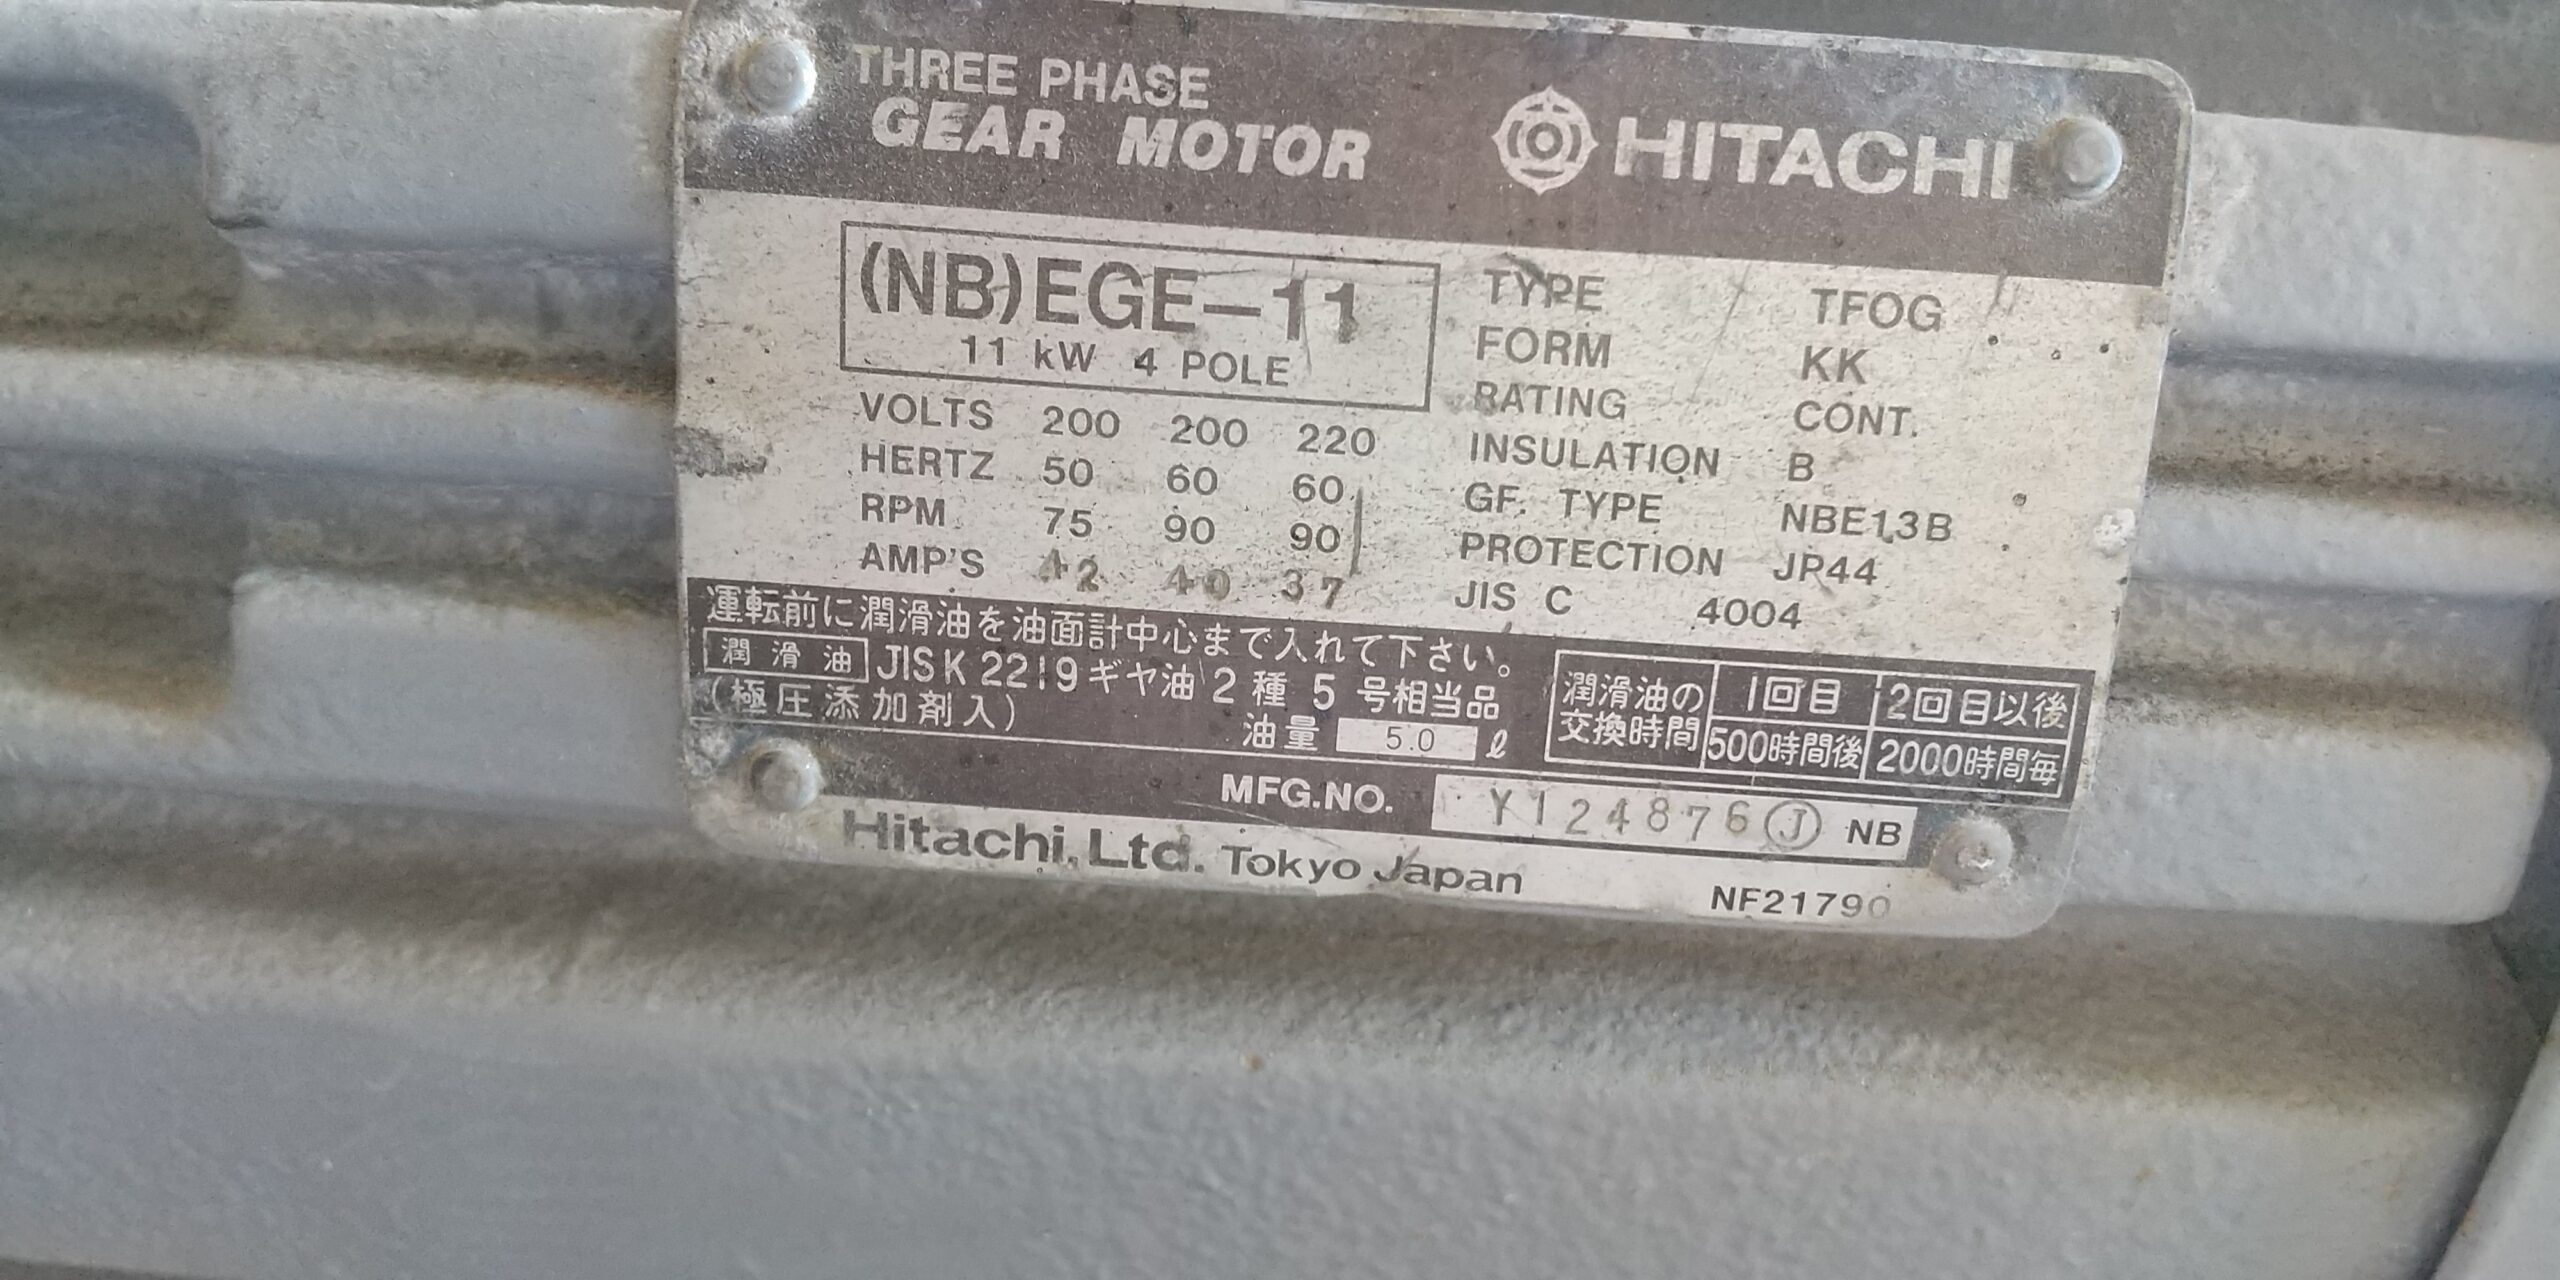 THREE PHASE
GEAR MOTOR
HITACHI
(NB)EGE-11
11 kW 4 POLE
VOLTS 200 200 220
HERTZ 50 60 60
RPM 75 90 90
AMP'S 42 40 37
TYPE TFOG
FORM KK
RATING CONT.
INSULATION B
GF. TYPE NBE13B
PROTECTION JP44
JIS C 4004
運転前に潤滑油を油面計中心まで入れて下さい。
潤滑油 JIS K 2219 ギヤ油 2 種 5 号相当品
(極圧添加剤入)
油量 5.0 ℓ
潤滑油の交換時間
1回目 2回目以後
500時間後 2000時間毎
MFG.NO. Y124876 Ⓙ NB
Hitachi, Ltd. Tokyo Japan
NF21790